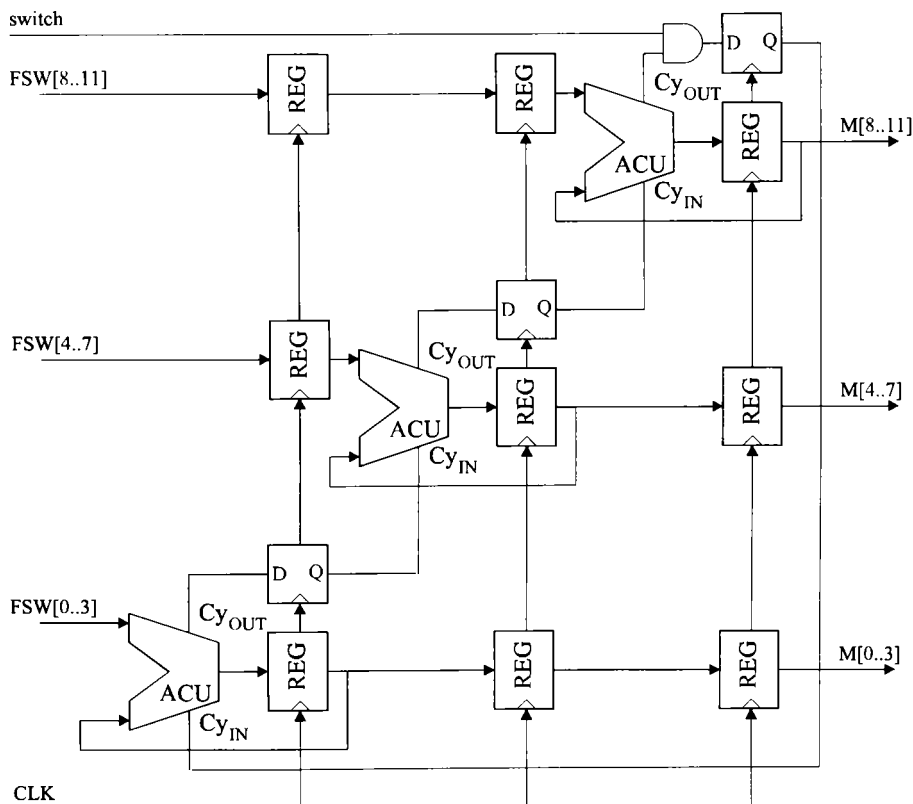 switch
D Q
FSW[8..11]
REG
REG
Cy_OUT
REG
M[8..11]
ACU
Cy_IN
D Q
FSW[4..7]
REG
Cy_OUT
REG
REG
M[4..7]
ACU
Cy_IN
D Q
FSW[0..3]
Cy_OUT
REG
REG
REG
M[0..3]
ACU
Cy_IN
CLK